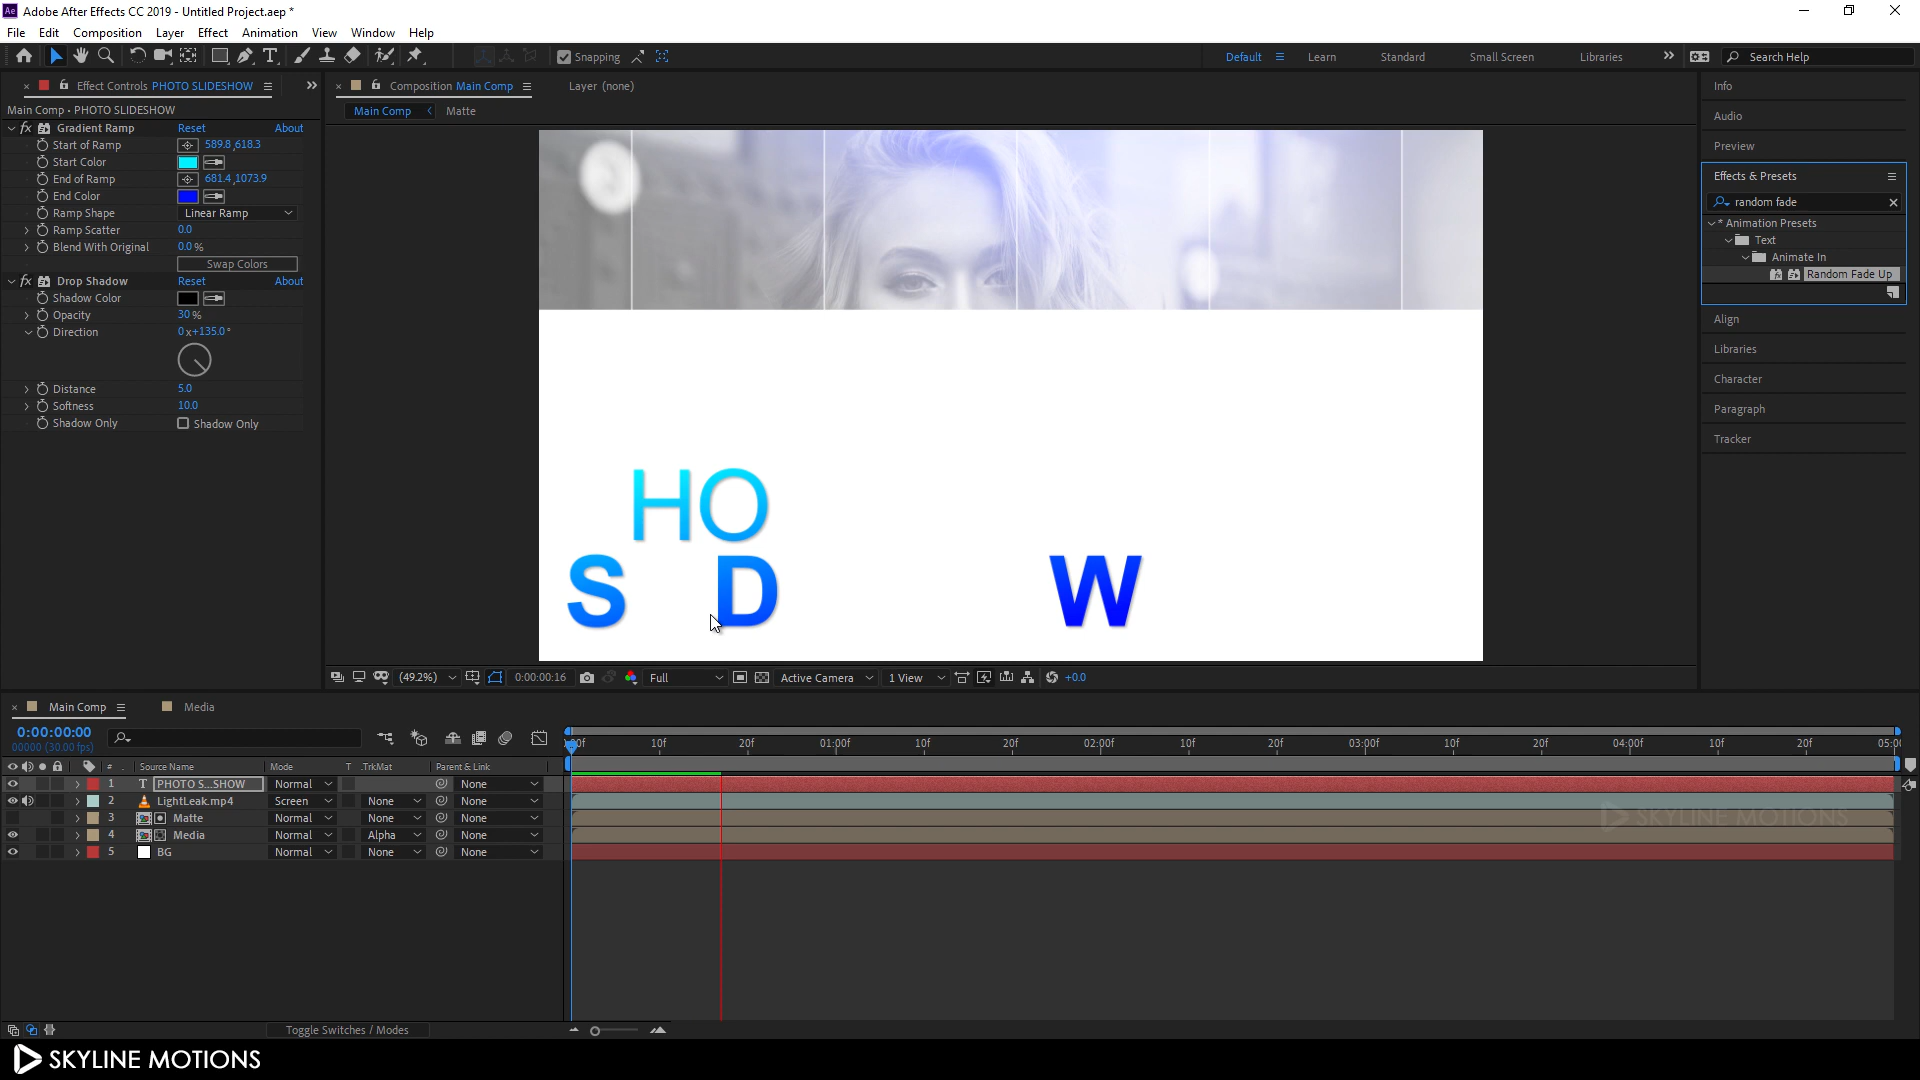 Ae Adobe After Effects CC 2019 - Untitled Project.aep *
File Edit Composition Layer Effect Animation View Window Help
Snapping Default Learn Standard Small Screen Libraries Search Help
Effect Controls PHOTO SLIDESHOW
Main Comp • PHOTO SLIDESHOW
fx Gradient Ramp Reset About
Start of Ramp 589.8,618.3
Start Color
End of Ramp 681.4,1073.9
End Color
Ramp Shape Linear Ramp
Ramp Scatter 0.0
Blend With Original 0.0 %
Swap Colors
fx Drop Shadow Reset About
Shadow Color
Opacity 30 %
Direction 0x+135.0°
Distance 5.0
Softness 10.0
Shadow Only Shadow Only
Composition Main Comp Layer (none)
Main Comp Matte
HO
S D W
(49.2%) 0:00:00:16 Full Active Camera 1 View +0.0
Info
Audio
Preview
Effects & Presets
random fade
* Animation Presets
Text
Animate In
Random Fade Up
Align
Libraries
Character
Paragraph
Tracker
Main Comp Media
0:00:00:00
00000 (30.00 fps)
10f 20f 01:00f 10f 20f 02:00f 10f 20f 03:00f 10f 20f 04:00f 10f 20f
# Source Name Mode T .TrkMat Parent & Link
1 T PHOTO S...SHOW Normal None
2 LightLeak.mp4 Screen None None
3 Matte Normal None None
4 Media Normal Alpha None
5 BG Normal None None
SKYLINE MOTIONS
Toggle Switches / Modes
SKYLINE MOTIONS